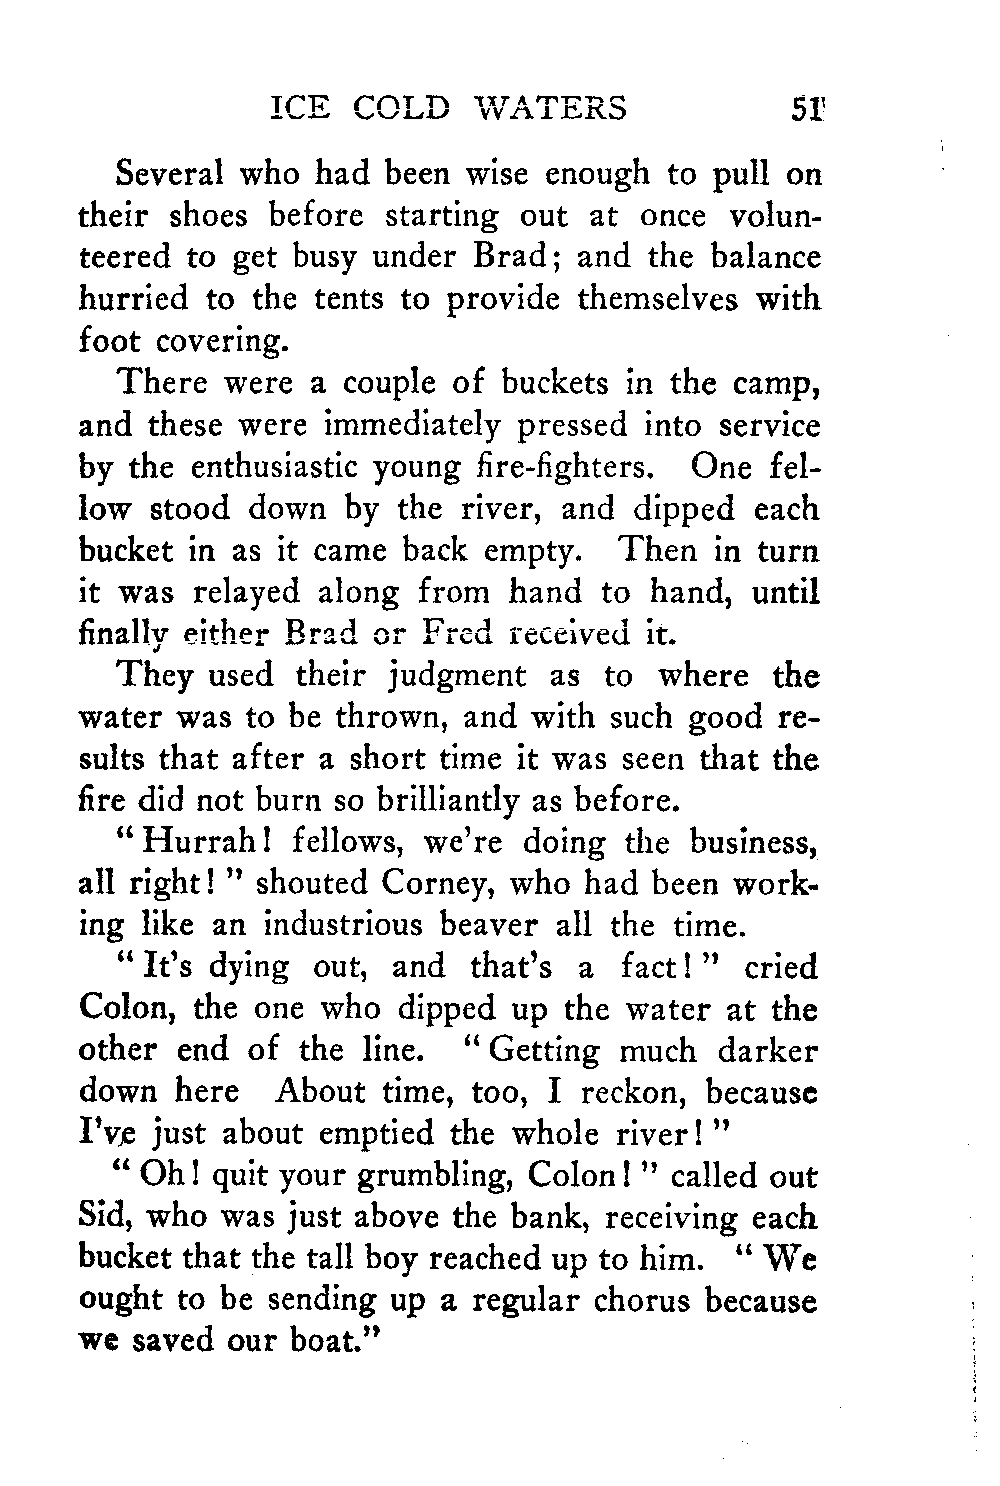 ICE COLD WATERS 51
Several who had been wise enough to pull on
their shoes before starting out at once volun-
teered to get busy under Brad; and the balance
hurried to the tents to provide themselves with
foot covering.
There were a couple of buckets in the camp,
and these were immediately pressed into service
by the enthusiastic young fire-fighters. One fel-
low stood down by the river, and dipped each
bucket in as it came back empty. Then in turn
it was relayed along from hand to hand, until
finally either Brad or Fred received it.
They used their judgment as to where the
water was to be thrown, and with such good re-
sults that after a short time it was seen that the
fire did not burn so brilliantly as before.
“Hurrah! fellows, we're doing the business,
all right!” shouted Corney, who had been work-
ing like an industrious beaver all the time.
“It's dying out, and that's a fact!” cried
Colon, the one who dipped up the water at the
other end of the line. “Getting much darker
down here About time, too, I reckon, because
I've just about emptied the whole river!”
“Oh! quit your grumbling, Colon!” called out
Sid, who was just above the bank, receiving each
bucket that the tall boy reached up to him. “We
ought to be sending up a regular chorus because
we saved our boat.”